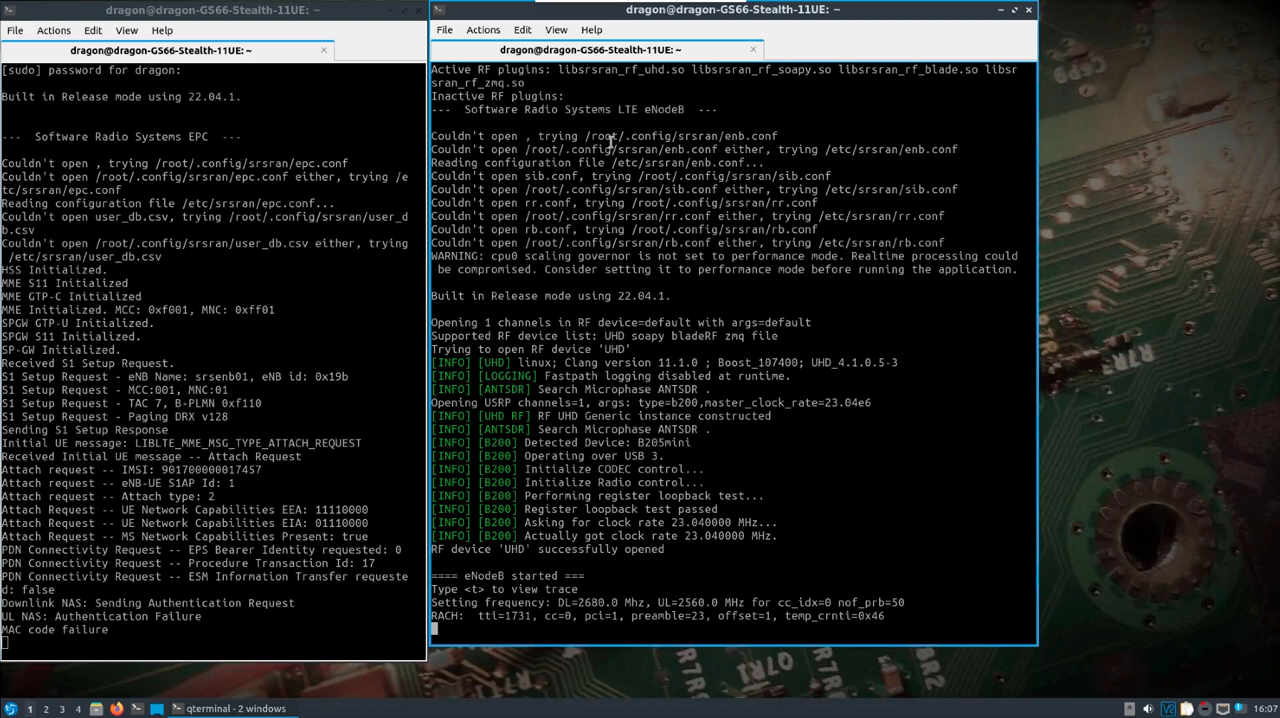 dragon@dragon-GS66-Stealth-11UE: ~
File Actions Edit View Help
dragon@dragon-GS66-Stealth-11UE: ~
[sudo] password for dragon:
Built in Release mode using 22.04.1.
--- Software Radio Systems EPC ---
Couldn't open , trying /root/.config/srsran/epc.conf
Couldn't open /root/.config/srsran/epc.conf either, trying /e
tc/srsran/epc.conf
Reading configuration file /etc/srsran/epc.conf...
Couldn't open user_db.csv, trying /root/.config/srsran/user_d
b.csv
Couldn't open /root/.config/srsran/user_db.csv either, trying
/etc/srsran/user_db.csv
HSS Initialized.
MME S11 Initialized
MME GTP-C Initialized
MME Initialized. MCC: 0xf001, MNC: 0xff01
SPGW GTP-U Initialized.
SPGW S11 Initialized.
SP-GW Initialized.
Received S1 Setup Request.
S1 Setup Request - eNB Name: srsenb01, eNB id: 0x19b
S1 Setup Request - MCC:001, MNC:01
S1 Setup Request - TAC 7, B-PLMN 0xf110
S1 Setup Request - Paging DRX v128
Sending S1 Setup Response
Initial UE message: LIBLTE_MME_MSG_TYPE_ATTACH_REQUEST
Received Initial UE message -- Attach Request
Attach request -- IMSI: 901700000017457
Attach request -- eNB-UE S1AP Id: 1
Attach request -- Attach type: 2
Attach request -- UE Network Capabilities EEA: 11110000
Attach request -- UE Network Capabilities EIA: 01110000
Attach request -- MS Network Capabilities Present: true
PDN Connectivity Request -- EPS Bearer Identity requested: 0
PDN Connectivity Request -- Procedure Transaction Id: 17
PDN Connectivity Request -- ESM Information Transfer requeste
d: false
Downlink NAS: Sending Authentication Request
UL NAS: Authentication Failure
MAC code failure
dragon@dragon-GS66-Stealth-11UE: ~
File Actions Edit View Help
dragon@dragon-GS66-Stealth-11UE: ~
Active RF plugins: libsrsran_rf_uhd.so libsrsran_rf_soapy.so libsrsran_rf_blade.so libsr
sran_rf_zmq.so
Inactive RF plugins:
--- Software Radio Systems LTE eNodeB ---
Couldn't open , trying /root/.config/srsran/enb.conf
Couldn't open /root/.config/srsran/enb.conf either, trying /etc/srsran/enb.conf
Reading configuration file /etc/srsran/enb.conf...
Couldn't open sib.conf, trying /root/.config/srsran/sib.conf
Couldn't open /root/.config/srsran/sib.conf either, trying /etc/srsran/sib.conf
Couldn't open rr.conf, trying /root/.config/srsran/rr.conf
Couldn't open /root/.config/srsran/rr.conf either, trying /etc/srsran/rr.conf
Couldn't open rb.conf, trying /root/.config/srsran/rb.conf
Couldn't open /root/.config/srsran/rb.conf either, trying /etc/srsran/rb.conf
WARNING: cpu0 scaling governor is not set to performance mode. Realtime processing could
be compromised. Consider setting it to performance mode before running the application.
Built in Release mode using 22.04.1.
Opening 1 channels in RF device=default with args=default
Supported RF device list: UHD soapy bladeRF zmq file
Trying to open RF device 'UHD'
[INFO] [UHD] linux; Clang version 11.1.0 ; Boost_107400; UHD_4.1.0.5-3
[INFO] [LOGGING] Fastpath logging disabled at runtime.
[INFO] [ANTSDR] Search Microphase ANTSDR .
Opening USRP channels=1, args: type=b200,master_clock_rate=23.04e6
[INFO] [UHD RF] RF UHD Generic instance constructed
[INFO] [ANTSDR] Search Microphase ANTSDR .
[INFO] [B200] Detected Device: B205mini
[INFO] [B200] Operating over USB 3.
[INFO] [B200] Initialize CODEC control...
[INFO] [B200] Initialize Radio control...
[INFO] [B200] Performing register loopback test...
[INFO] [B200] Register loopback test passed
[INFO] [B200] Asking for clock rate 23.040000 MHz...
[INFO] [B200] Actually got clock rate 23.040000 MHz.
RF device 'UHD' successfully opened
==== eNodeB started ===
Type <t> to view trace
Setting frequency: DL=2680.0 Mhz, UL=2560.0 MHz for cc_idx=0 nof_prb=50
RACH: tti=1731, cc=0, pci=1, preamble=23, offset=1, temp_crnti=0x46
1 2 3 4 qterminal - 2 windows 16:07